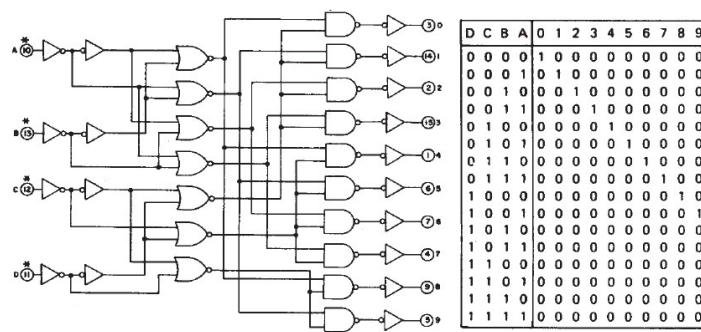 *
A 10
*
B 13
*
C 12
*
D 11
3 0
14 1
2 2
15 3
1 4
6 5
7 6
4 7
9 8
5 9
D C B A 0 1 2 3 4 5 6 7 8 9
0 0 0 0 1 0 0 0 0 0 0 0 0 0
0 0 0 1 0 1 0 0 0 0 0 0 0 0
0 0 1 0 0 0 1 0 0 0 0 0 0 0
0 0 1 1 0 0 0 1 0 0 0 0 0 0
0 1 0 0 0 0 0 0 1 0 0 0 0 0
0 1 0 1 0 0 0 0 0 1 0 0 0 0
0 1 1 0 0 0 0 0 0 0 1 0 0 0
0 1 1 1 0 0 0 0 0 0 0 1 0 0
1 0 0 0 0 0 0 0 0 0 0 0 1 0
1 0 0 1 0 0 0 0 0 0 0 0 0 1
1 0 1 0 0 0 0 0 0 0 0 0 0 0
1 0 1 1 0 0 0 0 0 0 0 0 0 0
1 1 0 0 0 0 0 0 0 0 0 0 0 0
1 1 0 1 0 0 0 0 0 0 0 0 0 0
1 1 1 0 0 0 0 0 0 0 0 0 0 0
1 1 1 1 0 0 0 0 0 0 0 0 0 0